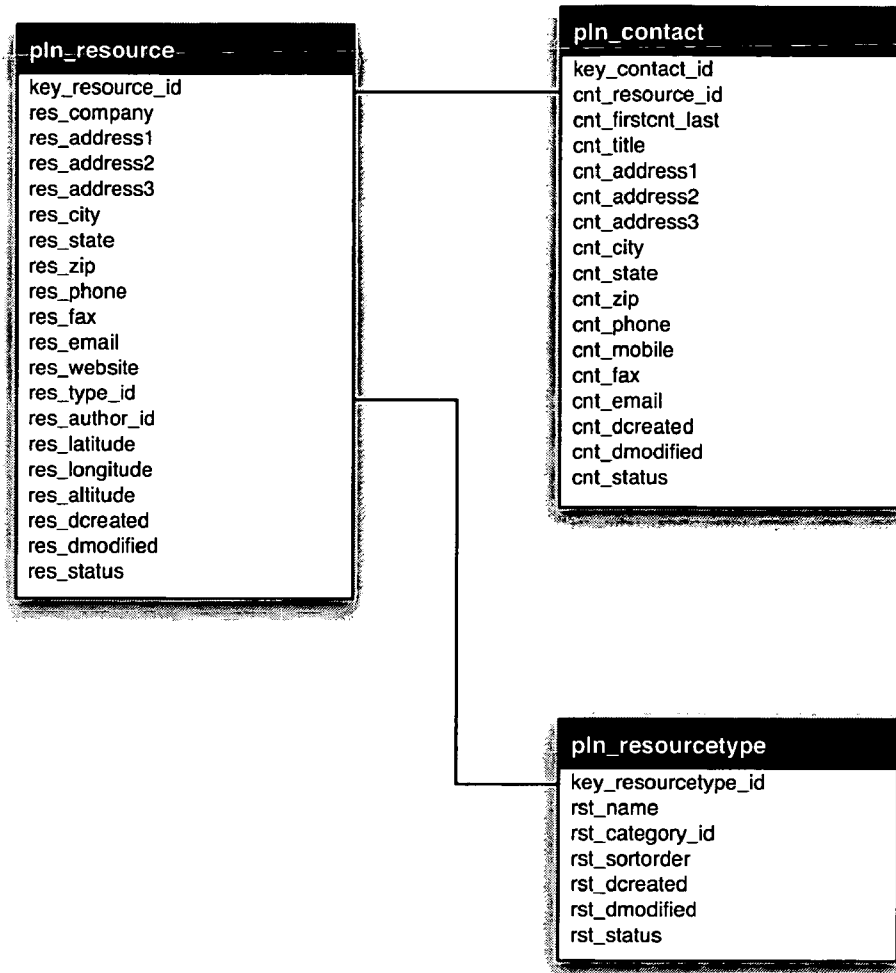 pln_resource
key_resource_id
res_company
res_address1
res_address2
res_address3
res_city
res_state
res_zip
res_phone
res_fax
res_email
res_website
res_type_id
res_author_id
res_latitude
res_longitude
res_altitude
res_dcreated
res_dmodified
res_status
pln_contact
key_contact_id
cnt_resource_id
cnt_firstcnt_last
cnt_title
cnt_address1
cnt_address2
cnt_address3
cnt_city
cnt_state
cnt_zip
cnt_phone
cnt_mobile
cnt_fax
cnt_email
cnt_dcreated
cnt_dmodified
cnt_status
pln_resourcetype
key_resourcetype_id
rst_name
rst_category_id
rst_sortorder
rst_dcreated
rst_dmodified
rst_status